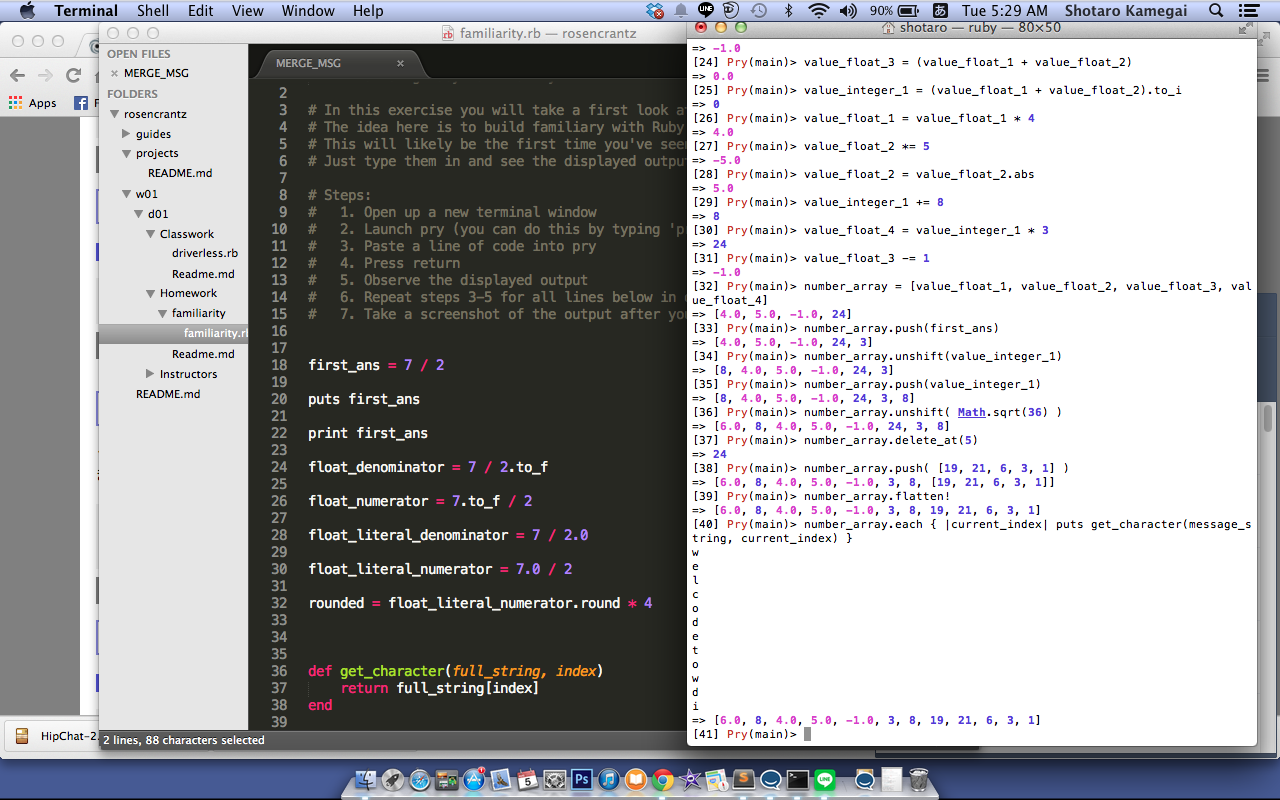 Terminal Shell Edit View Window Help
90% あ Tue 5:29 AM Shotaro Kamegai
Apps
familiarity.rb — rosencrantz
OPEN FILES
× MERGE_MSG
FOLDERS
rosencrantz
guides
projects
README.md
w01
d01
Classwork
driverless.rb
Readme.md
Homework
familiarity
familiarity.r
Readme.md
Instructors
README.md
MERGE_MSG ×
2
3 # In this exercise you will take a first look a
4 # The idea here is to build familiary with Ruby
5 # This will likely be the first time you've see
6 # Just type them in and see the displayed outpu
7
8 # Steps:
9 # 1. Open up a new terminal window
10 # 2. Launch pry (you can do this by typing 'p
11 # 3. Paste a line of code into pry
12 # 4. Press return
13 # 5. Observe the displayed output
14 # 6. Repeat steps 3-5 for all lines below in
15 # 7. Take a screenshot of the output after yo
16
17
18 first_ans = 7 / 2
19
20 puts first_ans
21
22 print first_ans
23
24 float_denominator = 7 / 2.to_f
25
26 float_numerator = 7.to_f / 2
27
28 float_literal_denominator = 7 / 2.0
29
30 float_literal_numerator = 7.0 / 2
31
32 rounded = float_literal_numerator.round * 4
33
34
35
36 def get_character(full_string, index)
37 return full_string[index]
38 end
39
2 lines, 88 characters selected
HipChat-2
shotaro — ruby — 80×50
=> -1.0
[24] Pry(main)> value_float_3 = (value_float_1 + value_float_2)
=> 0.0
[25] Pry(main)> value_integer_1 = (value_float_1 + value_float_2).to_i
=> 0
[26] Pry(main)> value_float_1 = value_float_1 * 4
=> 4.0
[27] Pry(main)> value_float_2 *= 5
=> -5.0
[28] Pry(main)> value_float_2 = value_float_2.abs
=> 5.0
[29] Pry(main)> value_integer_1 += 8
=> 8
[30] Pry(main)> value_float_4 = value_integer_1 * 3
=> 24
[31] Pry(main)> value_float_3 -= 1
=> -1.0
[32] Pry(main)> number_array = [value_float_1, value_float_2, value_float_3, val
ue_float_4]
=> [4.0, 5.0, -1.0, 24]
[33] Pry(main)> number_array.push(first_ans)
=> [4.0, 5.0, -1.0, 24, 3]
[34] Pry(main)> number_array.unshift(value_integer_1)
=> [8, 4.0, 5.0, -1.0, 24, 3]
[35] Pry(main)> number_array.push(value_integer_1)
=> [8, 4.0, 5.0, -1.0, 24, 3, 8]
[36] Pry(main)> number_array.unshift( Math.sqrt(36) )
=> [6.0, 8, 4.0, 5.0, -1.0, 24, 3, 8]
[37] Pry(main)> number_array.delete_at(5)
=> 24
[38] Pry(main)> number_array.push( [19, 21, 6, 3, 1] )
=> [6.0, 8, 4.0, 5.0, -1.0, 3, 8, [19, 21, 6, 3, 1]]
[39] Pry(main)> number_array.flatten!
=> [6.0, 8, 4.0, 5.0, -1.0, 3, 8, 19, 21, 6, 3, 1]
[40] Pry(main)> number_array.each { |current_index| puts get_character(message_s
tring, current_index) }
w
e
l
c
o
d
e
t
o
w
d
i
=> [6.0, 8, 4.0, 5.0, -1.0, 3, 8, 19, 21, 6, 3, 1]
[41] Pry(main)>